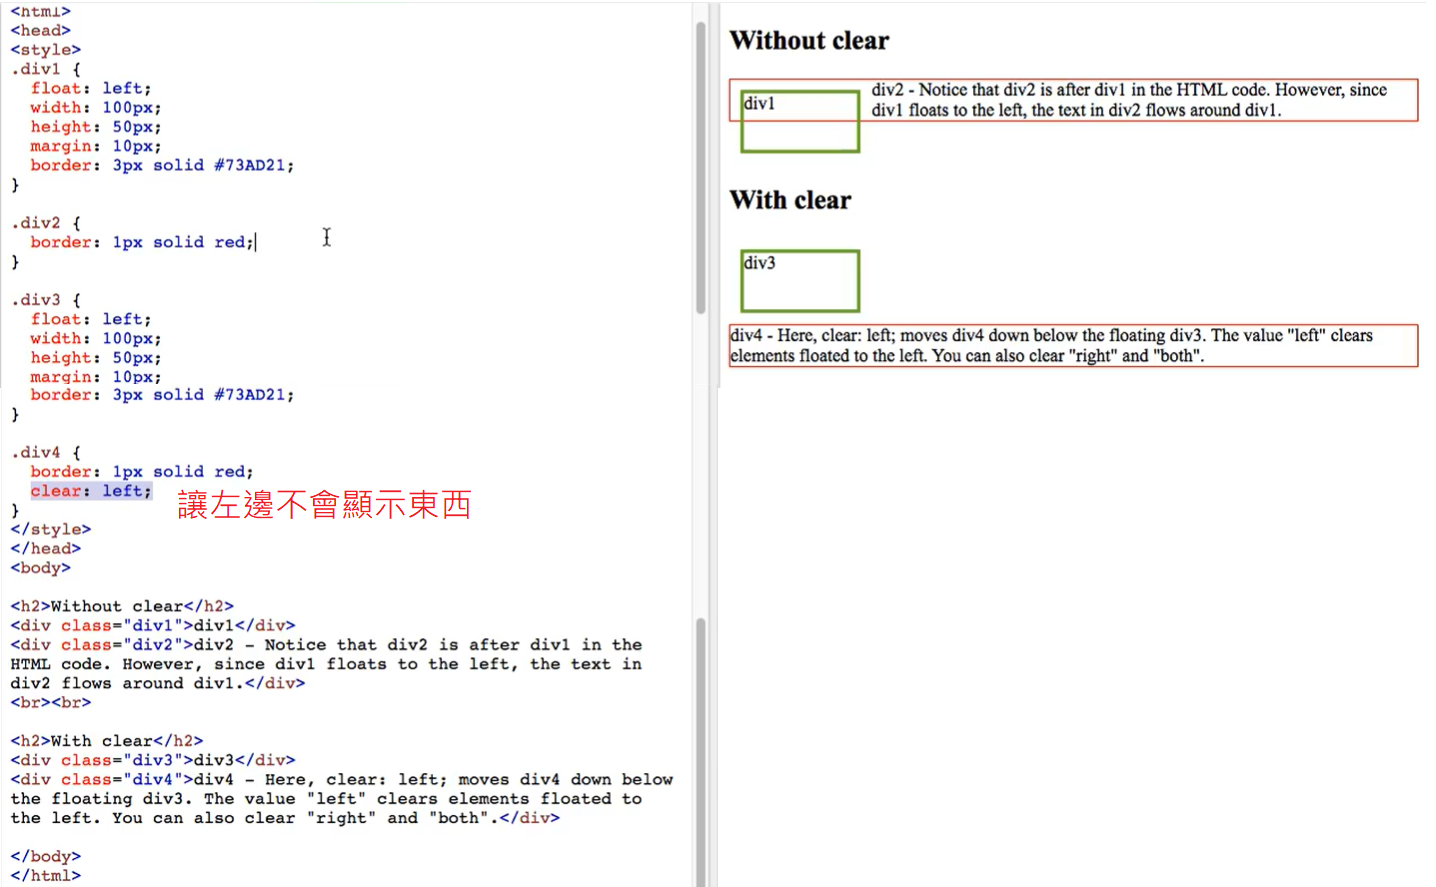 <html>
<head>
<style>
.div1 {
float: left;
width: 100px;
height: 50px;
margin: 10px;
border: 3px solid #73AD21;
}
.div2 {
border: 1px solid red;
}
.div3 {
float: left;
width: 100px;
height: 50px;
margin: 10px;
border: 3px solid #73AD21;
}
.div4 {
border: 1px solid red;
clear: left;
讓左邊不會顯示東西
}
</style>
</head>
<body>
<h2>Without clear</h2>
<div class="div1">div1</div>
<div class="div2">div2 - Notice that div2 is after div1 in the
HTML code. However, since div1 floats to the left, the text in
div2 flows around div1.</div>
<br><br>
<h2>With clear</h2>
<div class="div3">div3</div>
<div class="div4">div4 - Here, clear: left; moves div4 down below
the floating div3. The value "left" clears elements floated to
the left. You can also clear "right" and "both".</div>
</body>
</html>
Without clear
div1
div2 - Notice that div2 is after div1 in the HTML code. However, since
div1 floats to the left, the text in div2 flows around div1.
With clear
div3
div4 - Here, clear: left; moves div4 down below the floating div3. The value "left" clears
elements floated to the left. You can also clear "right" and "both".